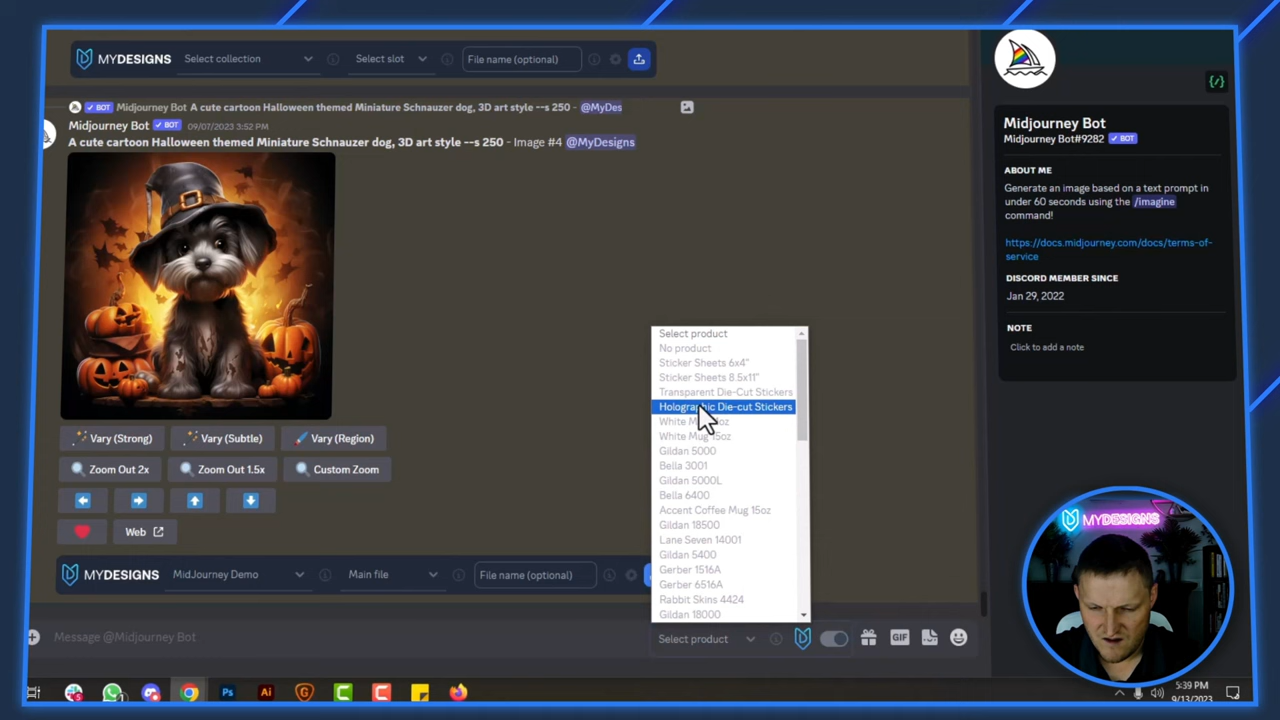 MYDESIGNS Select collection Select slot File name (optional)
BOT Midjourney Bot A cute cartoon Halloween themed Miniature Schnauzer dog, 3D art style --s 250 - @MyDes
Midjourney Bot BOT 09/07/2023 3:52 PM
A cute cartoon Halloween themed Miniature Schnauzer dog, 3D art style --s 250 - Image #4 @MyDesigns
Vary (Strong) Vary (Subtle) Vary (Region)
Zoom Out 2x Zoom Out 1.5x Custom Zoom
Web
MYDESIGNS MidJourney Demo Main file File name (optional)
Message @Midjourney Bot
Select product
No product
Sticker Sheets 6x4"
Sticker Sheets 8.5x11"
Transparent Die-Cut Stickers
Holographic Die-cut Stickers
White
White Mug 15oz
Gildan 5000
Bella 3001
Gildan 5000L
Bella 6400
Accent Coffee Mug 15oz
Gildan 18500
Lane Seven 14001
Gildan 5400
Gerber 1516A
Gerber 6516A
Rabbit Skins 4424
Gildan 18000
Select product
GIF
Midjourney Bot
Midjourney Bot#9282 BOT
ABOUT ME
Generate an image based on a text prompt in
under 60 seconds using the /imagine
command!
https://docs.midjourney.com/docs/terms-of-
service
DISCORD MEMBER SINCE
Jan 29, 2022
NOTE
Click to add a note
MYDESIGNS
Ps Ai
5:39 PM
9/13/2023